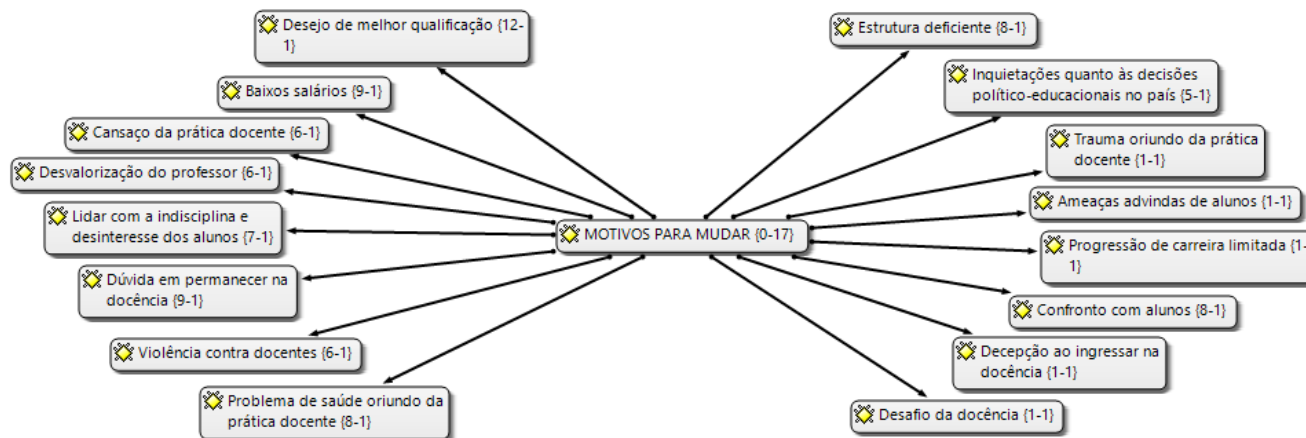 Desejo de melhor qualificação {12-
1}
Baixos salários {9-1}
Cansaço da prática docente {6-1}
Desvalorização do professor {6-1}
Lidar com a indisciplina e
desinteresse dos alunos {7-1}
Dúvida em permanecer na
docência {9-1}
Violência contra docentes {6-1}
Problema de saúde oriundo da
prática docente {8-1}
MOTIVOS PARA MUDAR {0-17}
Estrutura deficiente {8-1}
Inquietações quanto às decisões
político-educacionais no país {5-1}
Trauma oriundo da prática
docente {1-1}
Ameaças advindas de alunos {1-1}
Progressão de carreira limitada {1-
1}
Confronto com alunos {8-1}
Decepção ao ingressar na
docência {1-1}
Desafio da docência {1-1}